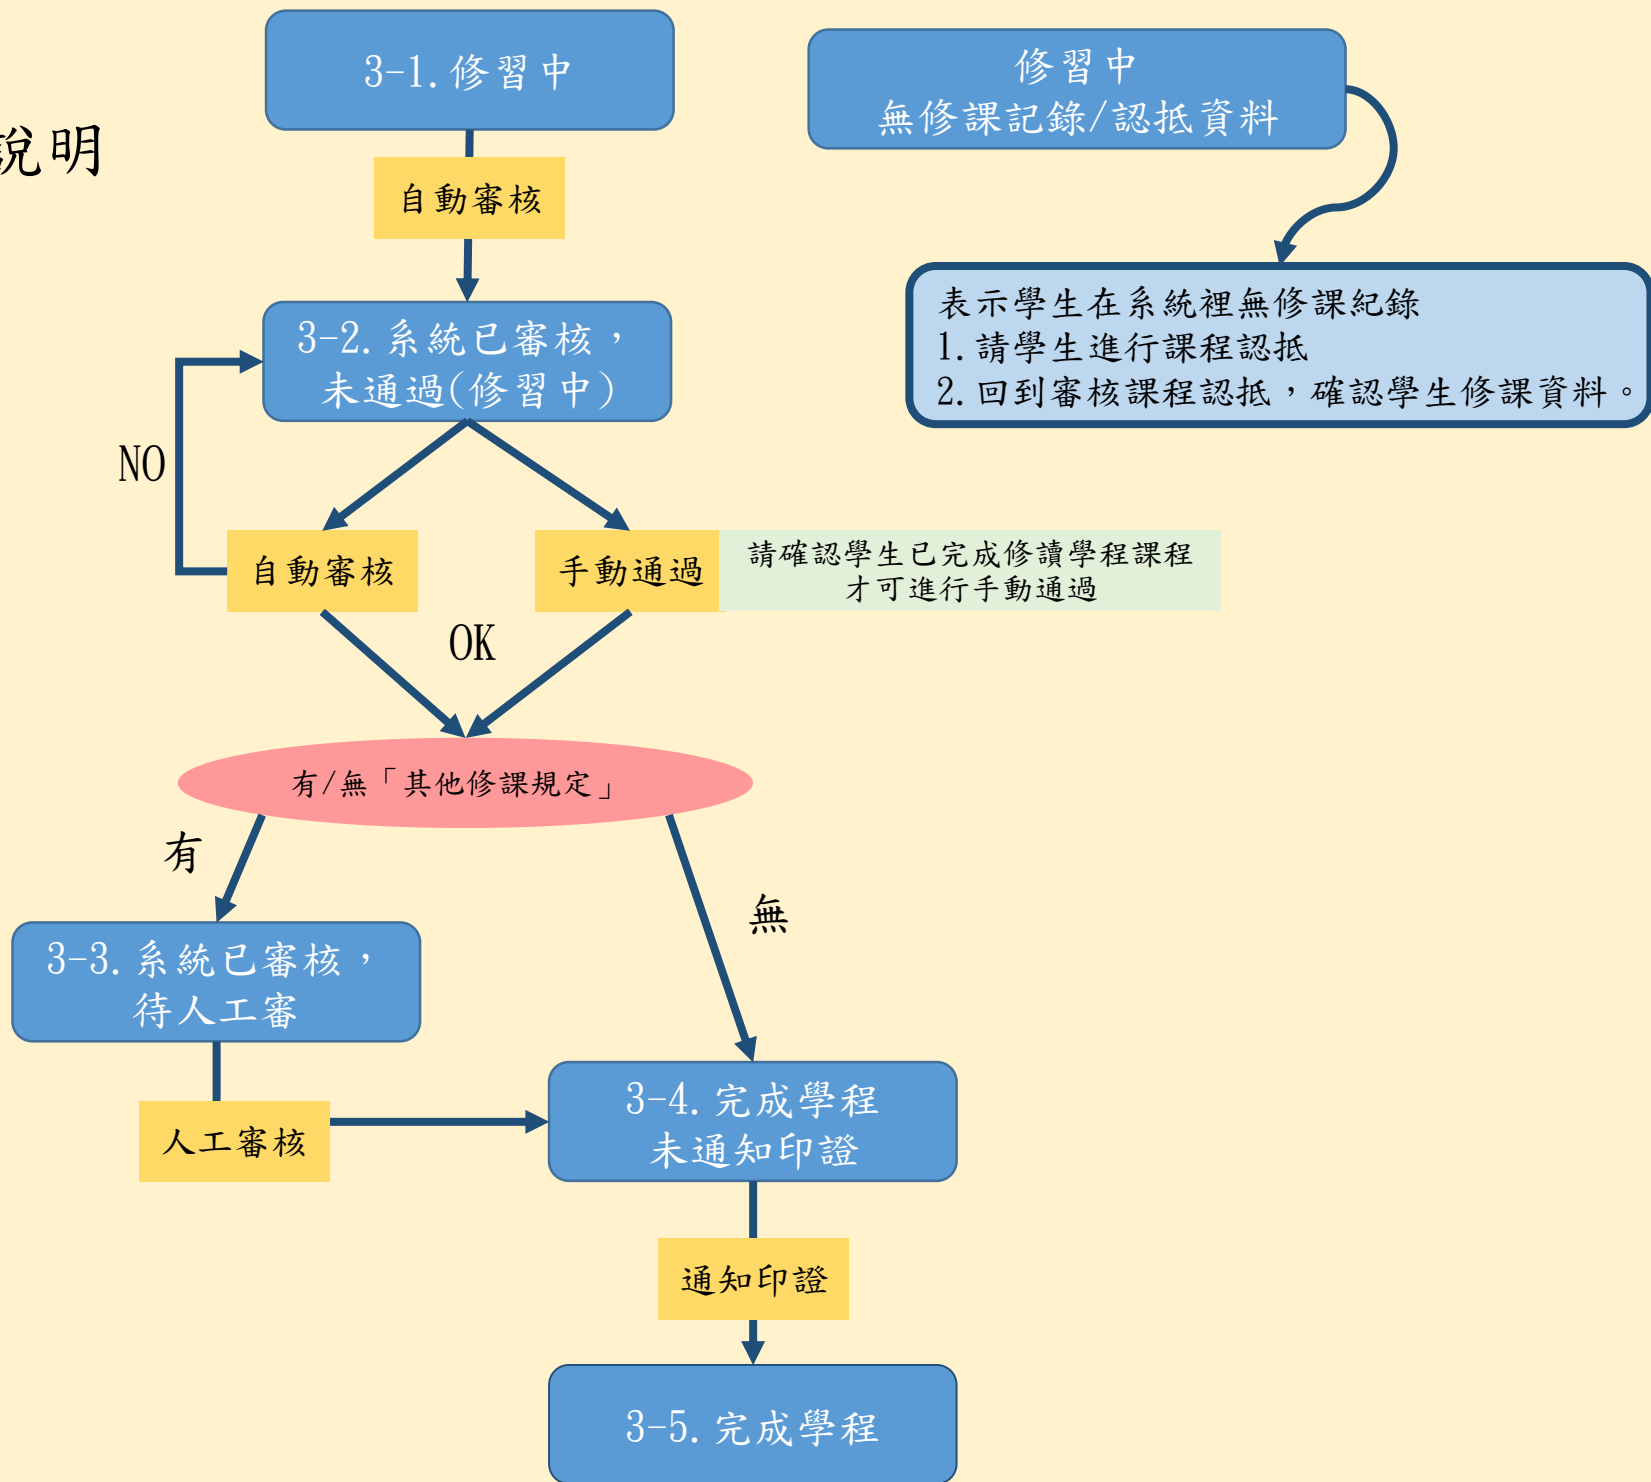 說明
3-1.修習中
自動審核
3-2.系統已審核，
未通過(修習中)
NO
自動審核
手動通過
請確認學生已完成修讀學程課程
才可進行手動通過
OK
有/無「其他修課規定」
有
無
3-3.系統已審核，
待人工審
人工審核
3-4.完成學程
未通知印證
通知印證
3-5.完成學程
修習中
無修課記錄/認抵資料
表示學生在系統裡無修課紀錄
1.請學生進行課程認抵
2.回到審核課程認抵，確認學生修課資料。